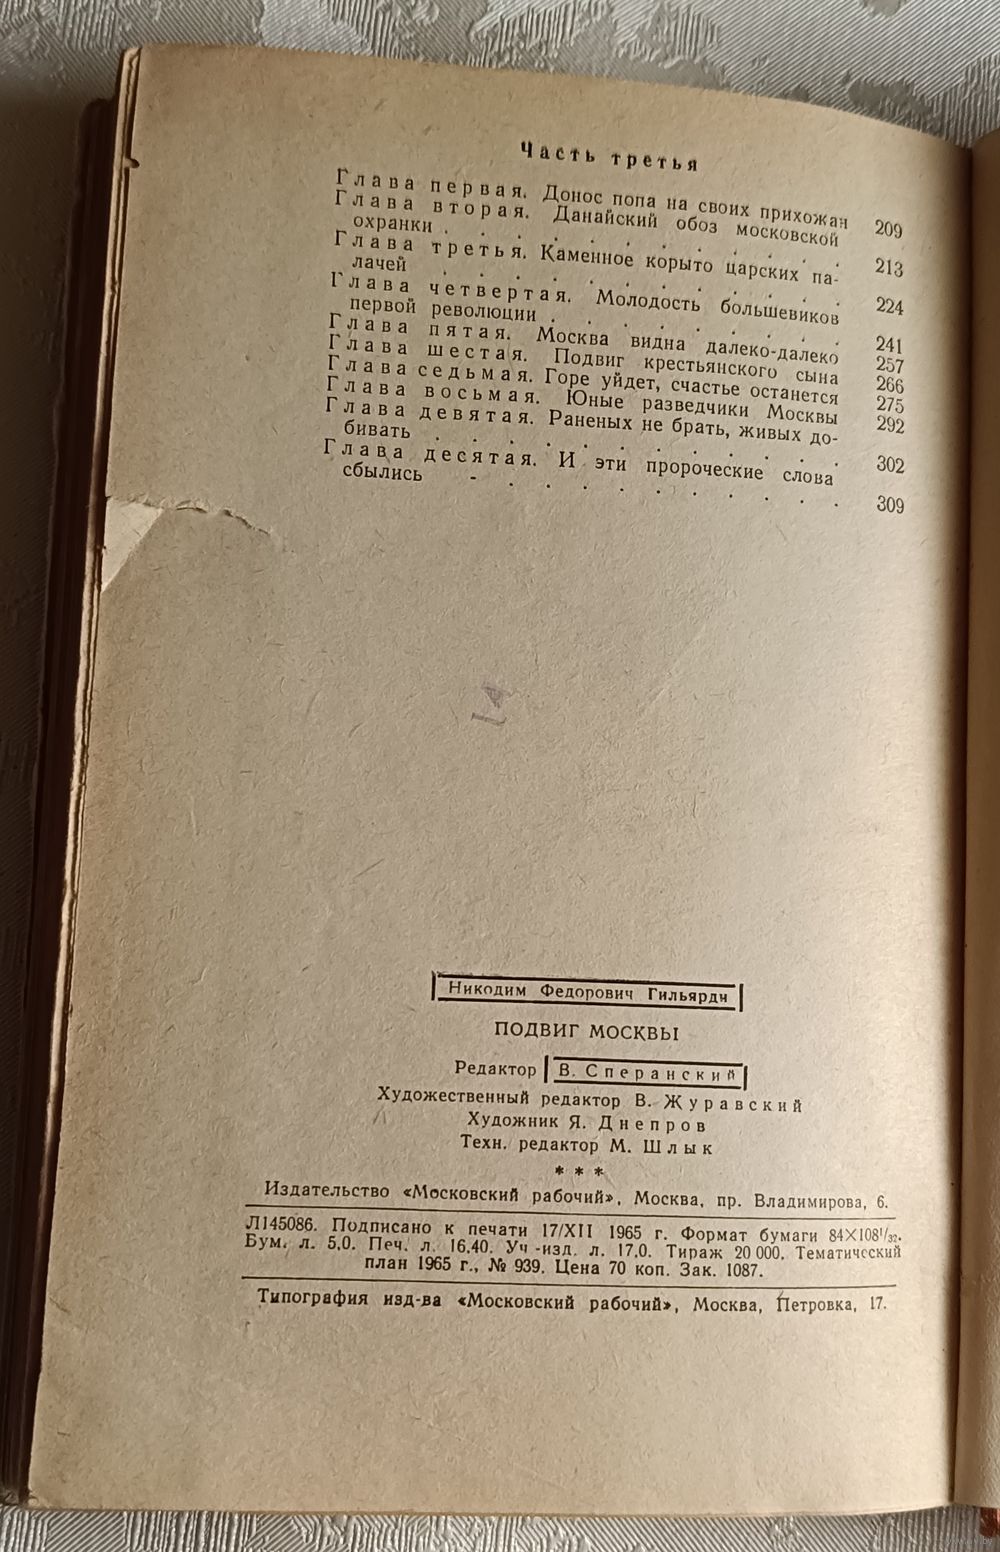 Часть третья
Глава первая. Донос попа на своих прихожан 209
Глава вторая. Данайский обоз московской
охранки . . . . . . . . . . 213
Глава третья. Каменное корыто царских па-
лачей . . . . . . . . . . . 224
Глава четвертая. Молодость большевиков
первой революции . . . . . . . 241
Глава пятая. Москва видна далеко-далеко 257
Глава шестая. Подвиг крестьянского сына 266
Глава седьмая. Горе уйдет, счастье останется 275
Глава восьмая. Юные разведчики Москвы 292
Глава девятая. Раненых не брать, живых до-
бивать . . . . . . . . . . . 302
Глава десятая. И эти пророческие слова
сбылись - . . . . . . . . . 309
Никодим Федорович Гильярди
ПОДВИГ МОСКВЫ
Редактор В. Сперанский
Художественный редактор В. Журавский
Художник Я. Днепров
Техн. редактор М. Шлык
* * *
Издательство «Московский рабочий», Москва, пр. Владимирова, 6.
Л145086. Подписано к печати 17/XII 1965 г. Формат бумаги 84×108¹/₃₂.
Бум. л. 5,0. Печ. л. 16,40. Уч-изд. л. 17,0. Тираж 20 000. Тематический
план 1965 г., № 939. Цена 70 коп. Зак. 1087.
Типография изд-ва «Московский рабочий», Москва, Петровка, 17.